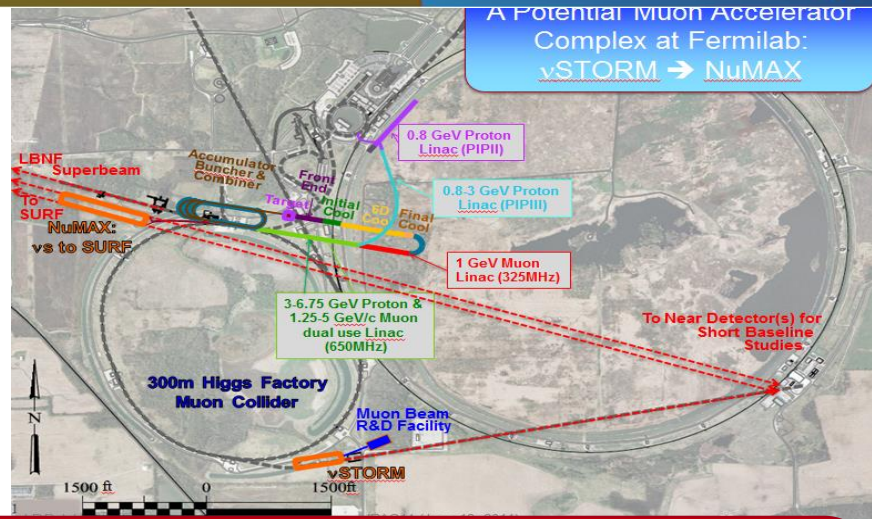 A Potential Muon Accelerator
Complex at Fermilab:
νSTORM ➔ NuMAX
0.8 GeV Proton
Linac (PIPII)
0.8-3 GeV Proton
Linac (PIPIII)
LBNF
Superbeam
To
SURF
NuMAX:
νs to SURF
Accumulator
Buncher &
Combiner
Front
End
Target
Initial
Cool
6D
Cool
Final
Cool
1 GeV Muon
Linac (325MHz)
3-6.75 GeV Proton &
1.25-5 GeV/c Muon
dual use Linac
(650MHz)
To Near Detector(s) for
Short Baseline
Studies
300m Higgs Factory
Muon Collider
Muon Beam
R&D Facility
νSTORM
N
1500 ft 0 1500ft